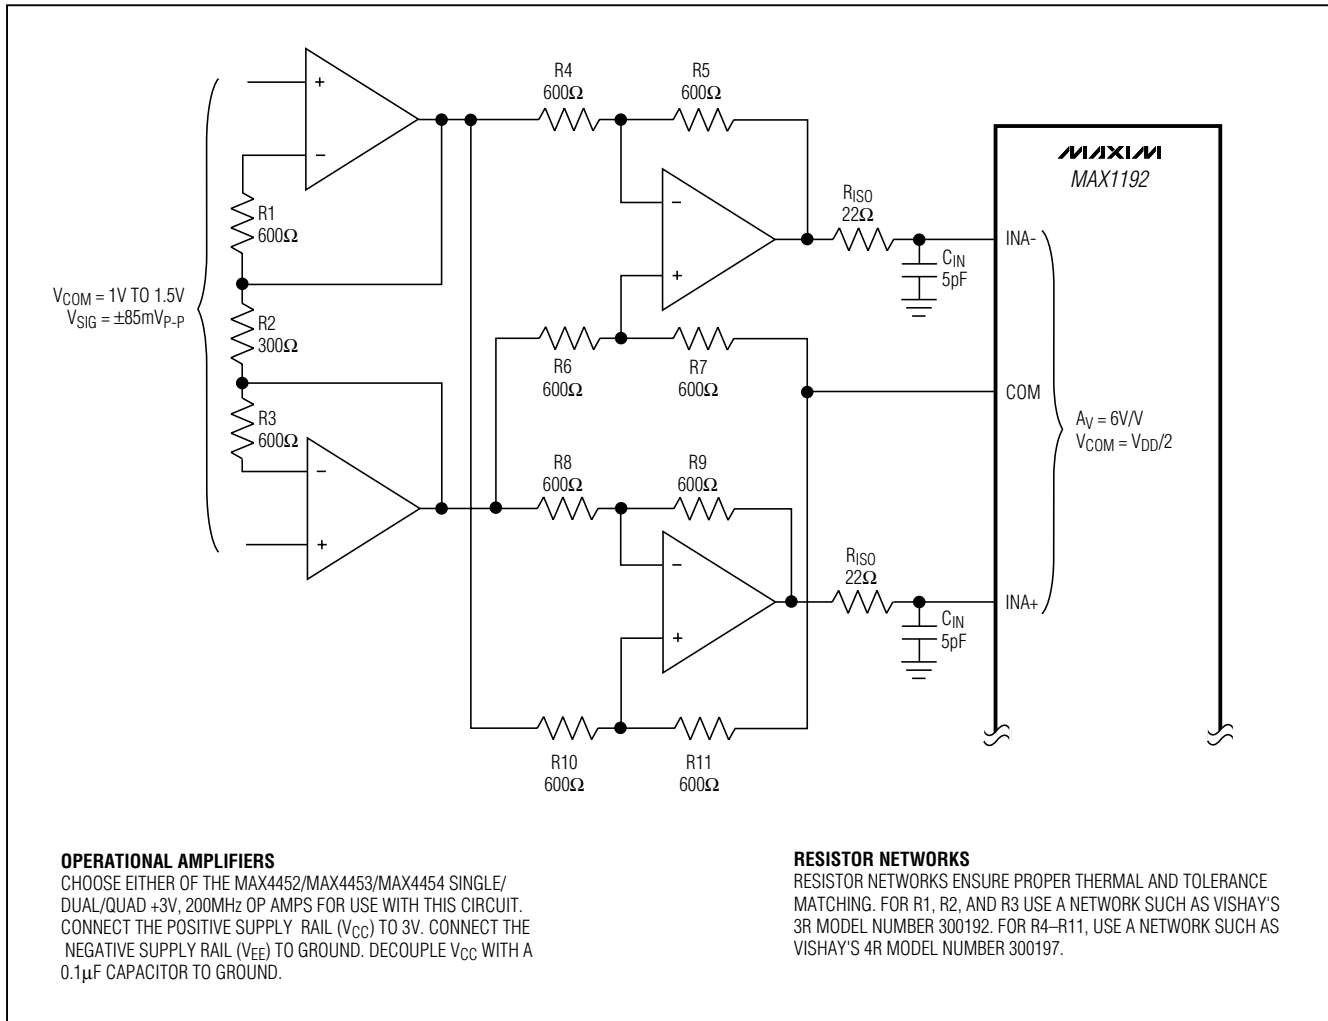 R4
600Ω
R5
600Ω
+
−
MAXIM
MAX1192
R1
600Ω
−
+
RISO
22Ω
INA-
CIN
5pF
VCOM = 1V TO 1.5V
VSIG = ±85mVP-P
R2
300Ω
R6
600Ω
R7
600Ω
COM
AV = 6V/V
VCOM = VDD/2
R3
600Ω
−
+
R8
600Ω
R9
600Ω
−
+
RISO
22Ω
INA+
CIN
5pF
R10
600Ω
R11
600Ω
OPERATIONAL AMPLIFIERS
CHOOSE EITHER OF THE MAX4452/MAX4453/MAX4454 SINGLE/
DUAL/QUAD +3V, 200MHz OP AMPS FOR USE WITH THIS CIRCUIT.
CONNECT THE POSITIVE SUPPLY RAIL (VCC) TO 3V. CONNECT THE
NEGATIVE SUPPLY RAIL (VEE) TO GROUND. DECOUPLE VCC WITH A
0.1μF CAPACITOR TO GROUND.
RESISTOR NETWORKS
RESISTOR NETWORKS ENSURE PROPER THERMAL AND TOLERANCE
MATCHING. FOR R1, R2, AND R3 USE A NETWORK SUCH AS VISHAY'S
3R MODEL NUMBER 300192. FOR R4–R11, USE A NETWORK SUCH AS
VISHAY'S 4R MODEL NUMBER 300197.